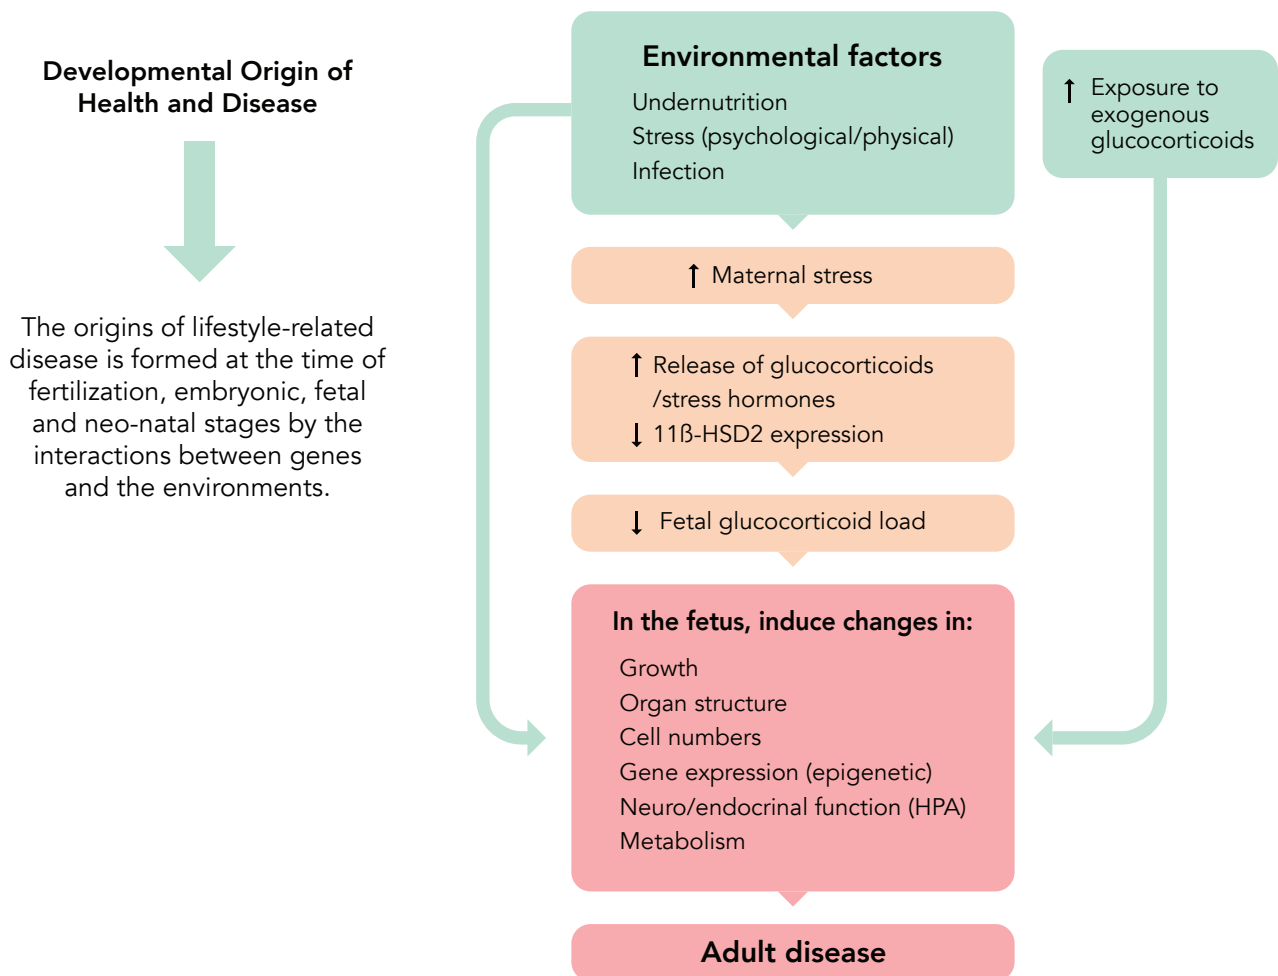 Developmental Origin of
Health and Disease
The origins of lifestyle-related
disease is formed at the time of
fertilization, embryonic, fetal
and neo-natal stages by the
interactions between genes
and the environments.
Environmental factors
Undernutrition
Stress (psychological/physical)
Infection
↑ Exposure to
exogenous
glucocorticoids
↑ Maternal stress
↑ Release of glucocorticoids
/stress hormones
↓ 11ß-HSD2 expression
↓ Fetal glucocorticoid load
In the fetus, induce changes in:
Growth
Organ structure
Cell numbers
Gene expression (epigenetic)
Neuro/endocrinal function (HPA)
Metabolism
Adult disease